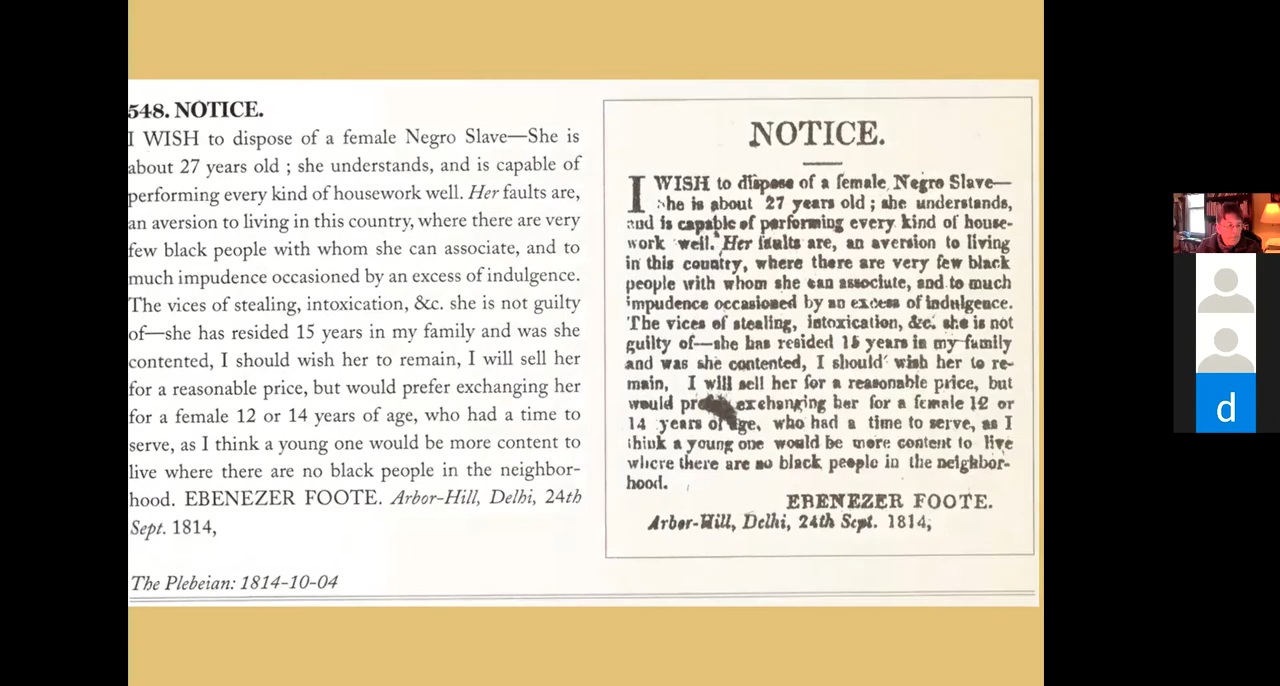 548. NOTICE.
I WISH to dispose of a female Negro Slave—She is
about 27 years old ; she understands, and is capable of
performing every kind of housework well. Her faults are,
an aversion to living in this country, where there are very
few black people with whom she can associate, and to
much impudence occasioned by an excess of indulgence.
The vices of stealing, intoxication, &c. she is not guilty
of—she has resided 15 years in my family and was she
contented, I should wish her to remain, I will sell her
for a reasonable price, but would prefer exchanging her
for a female 12 or 14 years of age, who had a time to
serve, as I think a young one would be more content to
live where there are no black people in the neighbor-
hood. EBENEZER FOOTE. Arbor-Hill, Delhi, 24th
Sept. 1814,
The Plebeian: 1814-10-04
NOTICE.
I WISH to dispose of a female Negro Slave—
she is about 27 years old ; she understands,
and is capable of performing every kind of house-
work well. Her faults are, an aversion to living
in this country, where there are very few black
people with whom she can associate, and to much
impudence occasioned by an excess of indulgence.
The vices of stealing, intoxication, &c. she is not
guilty of—she has resided 15 years in my family
and was she contented, I should wish her to re-
main, I will sell her for a reasonable price, but
would exchanging her for a female 12 or
14 years of age, who had a time to serve, as I
think a young one would be more content to live
where there are no black people in the neighbor-
hood.
EBENEZER FOOTE.
Arbor-Hill, Delhi, 24th Sept. 1814,
d